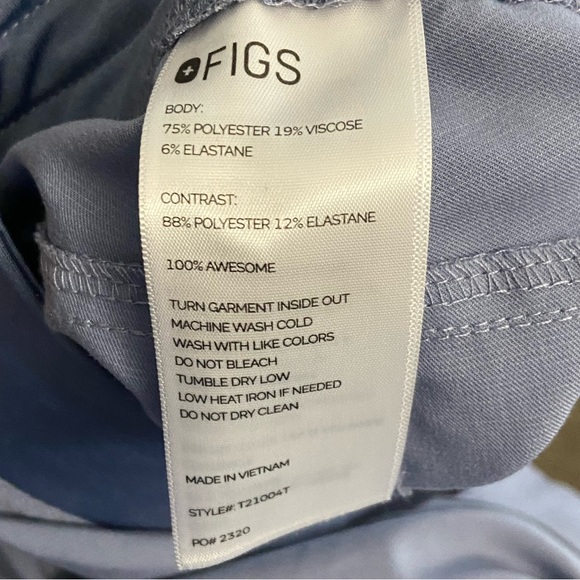 FIGS
BODY:
75% POLYESTER 19% VISCOSE
6% ELASTANE
CONTRAST:
88% POLYESTER 12% ELASTANE
100% AWESOME
TURN GARMENT INSIDE OUT
MACHINE WASH COLD
WASH WITH LIKE COLORS
DO NOT BLEACH
TUMBLE DRY LOW
LOW HEAT IRON IF NEEDED
DO NOT DRY CLEAN
MADE IN VIETNAM
STYLE#: T21004T
PO# 2320